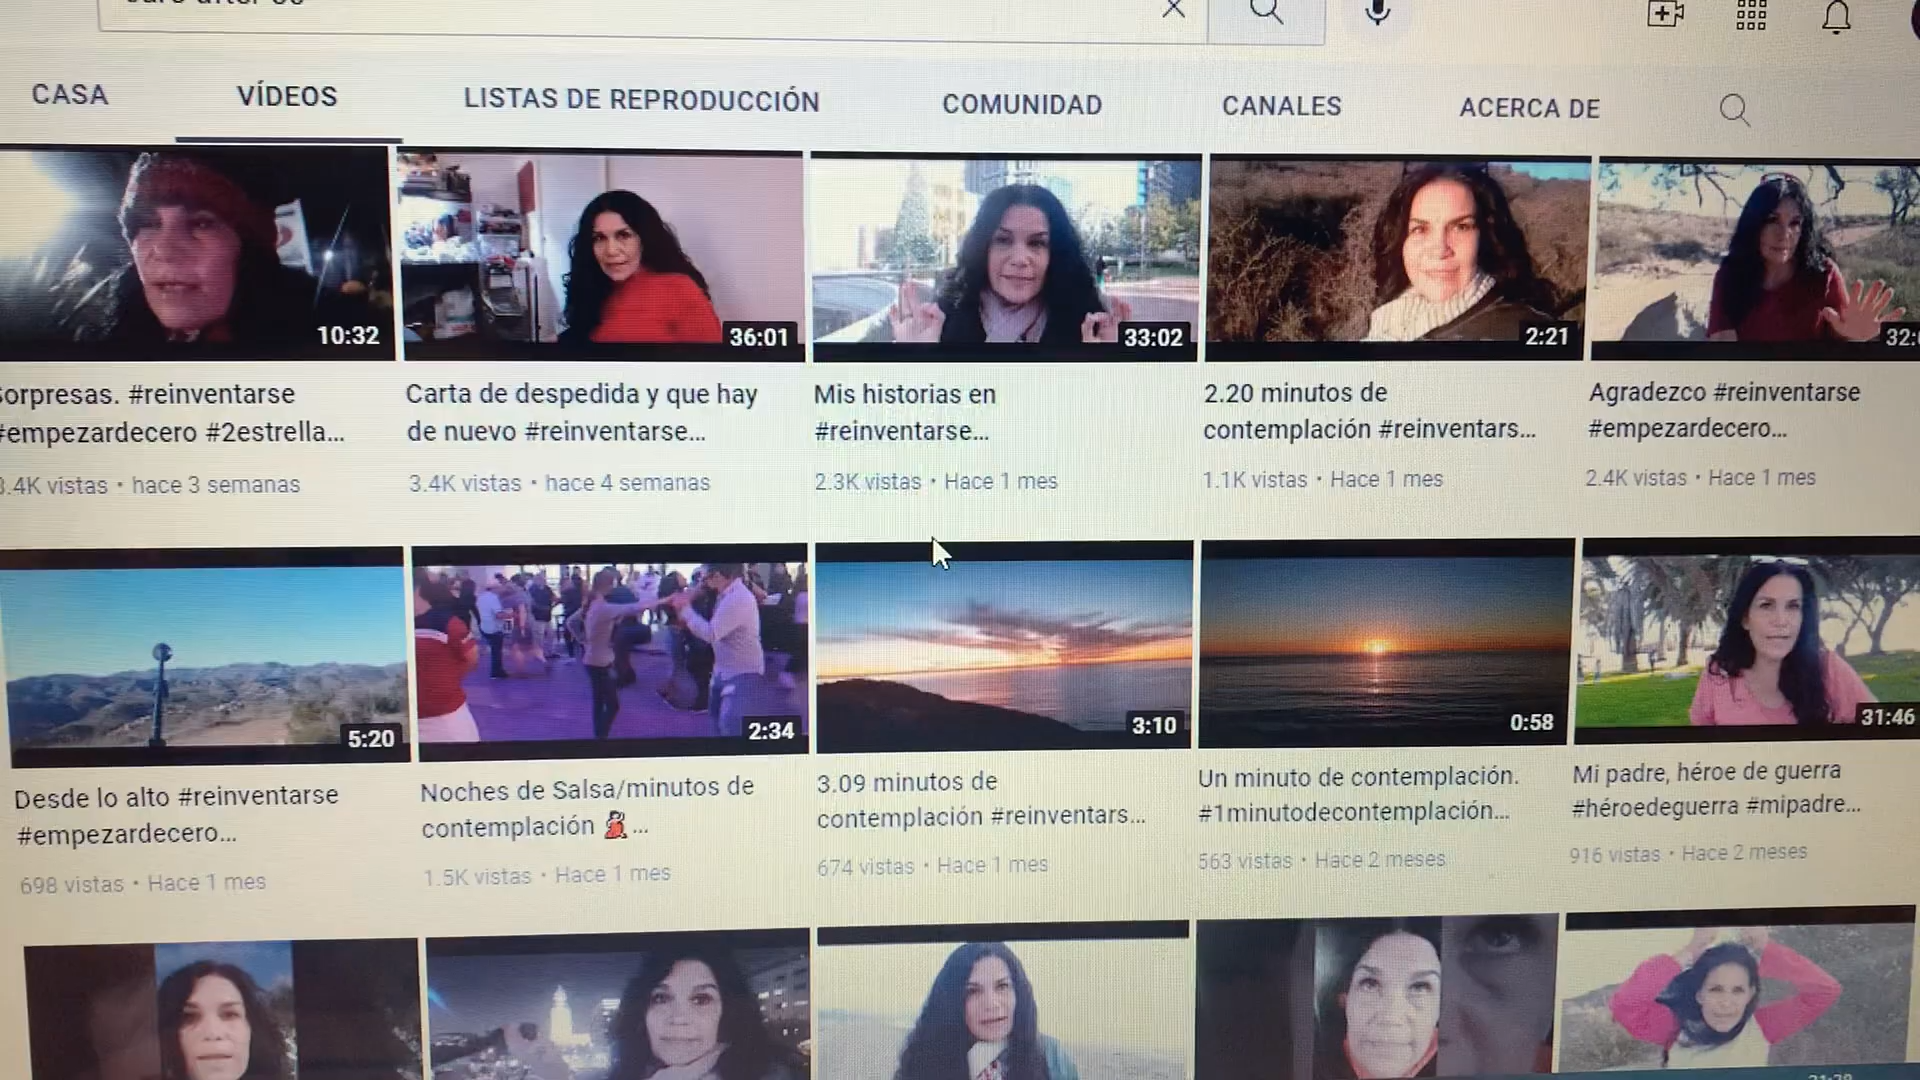 CASA VÍDEOS LISTAS DE REPRODUCCIÓN COMUNIDAD CANALES ACERCA DE
10:32
36:01
33:02
2:21
32:
orpresas. #reinventarse
#empezardecero #2estrella...
3.4K vistas • hace 3 semanas
Carta de despedida y que hay
de nuevo #reinventarse...
3.4K vistas • hace 4 semanas
Mis historias en
#reinventarse...
2.3K vistas • Hace 1 mes
2.20 minutos de
contemplación #reinventars...
1.1K vistas • Hace 1 mes
Agradezco #reinventarse
#empezardecero...
2.4K vistas • Hace 1 mes
5:20
2:34
3:10
0:58
31:46
Desde lo alto #reinventarse
#empezardecero...
698 vistas • Hace 1 mes
Noches de Salsa/minutos de
contemplación 💃...
1.5K vistas • Hace 1 mes
3.09 minutos de
contemplación #reinventars...
674 vistas • Hace 1 mes
Un minuto de contemplación.
#1minutodecontemplación...
563 vistas • Hace 2 meses
Mi padre, héroe de guerra
#héroedeguerra #mipadre...
916 vistas • Hace 2 meses